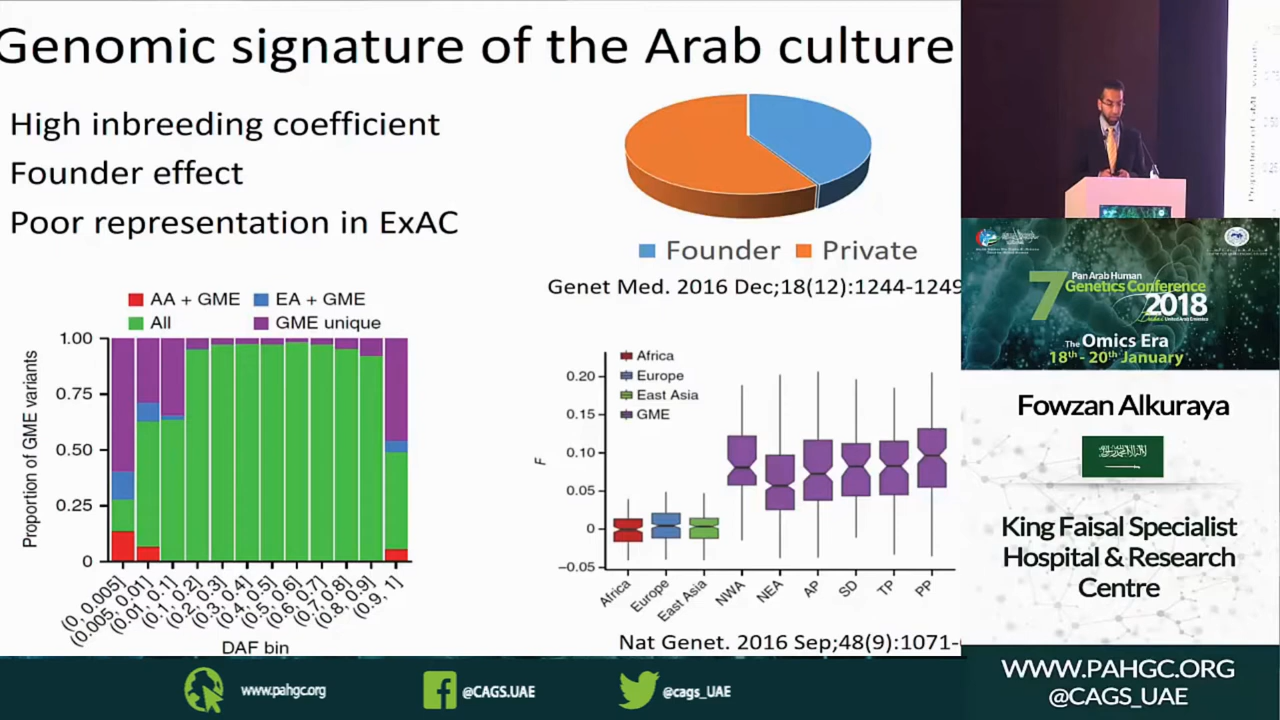 Genomic signature of the Arab culture
High inbreeding coefficient
Founder effect
Poor representation in ExAC
Founder Private
Genet Med. 2016 Dec;18(12):1244-1249
AA + GME EA + GME
All GME unique
Proportion of GME variants
1.00
0.75
0.50
0.25
0
(0, 0.005]
(0.005, 0.01]
(0.01, 0.1]
(0.1, 0.2]
(0.2, 0.3]
(0.3, 0.4]
(0.4, 0.5]
(0.5, 0.6]
(0.6, 0.7]
(0.7, 0.8]
(0.8, 0.9]
(0.9, 1]
DAF bin
Africa
Europe
East Asia
GME
F
0.20
0.15
0.10
0.05
0
–0.05
Africa
Europe
East Asia
NWA
NEA
AP
SD
TP
PP
Nat Genet. 2016 Sep;48(9):1071-
7
Pan Arab Human
Genetics Conference
2018
Dubai United Arab Emirates
The Omics Era
18th - 20th January
Fowzan Alkuraya
King Faisal Specialist
Hospital & Research
Centre
WWW.PAHGC.ORG
@CAGS_UAE
www.pahgc.org
@CAGS.UAE
@cags_UAE